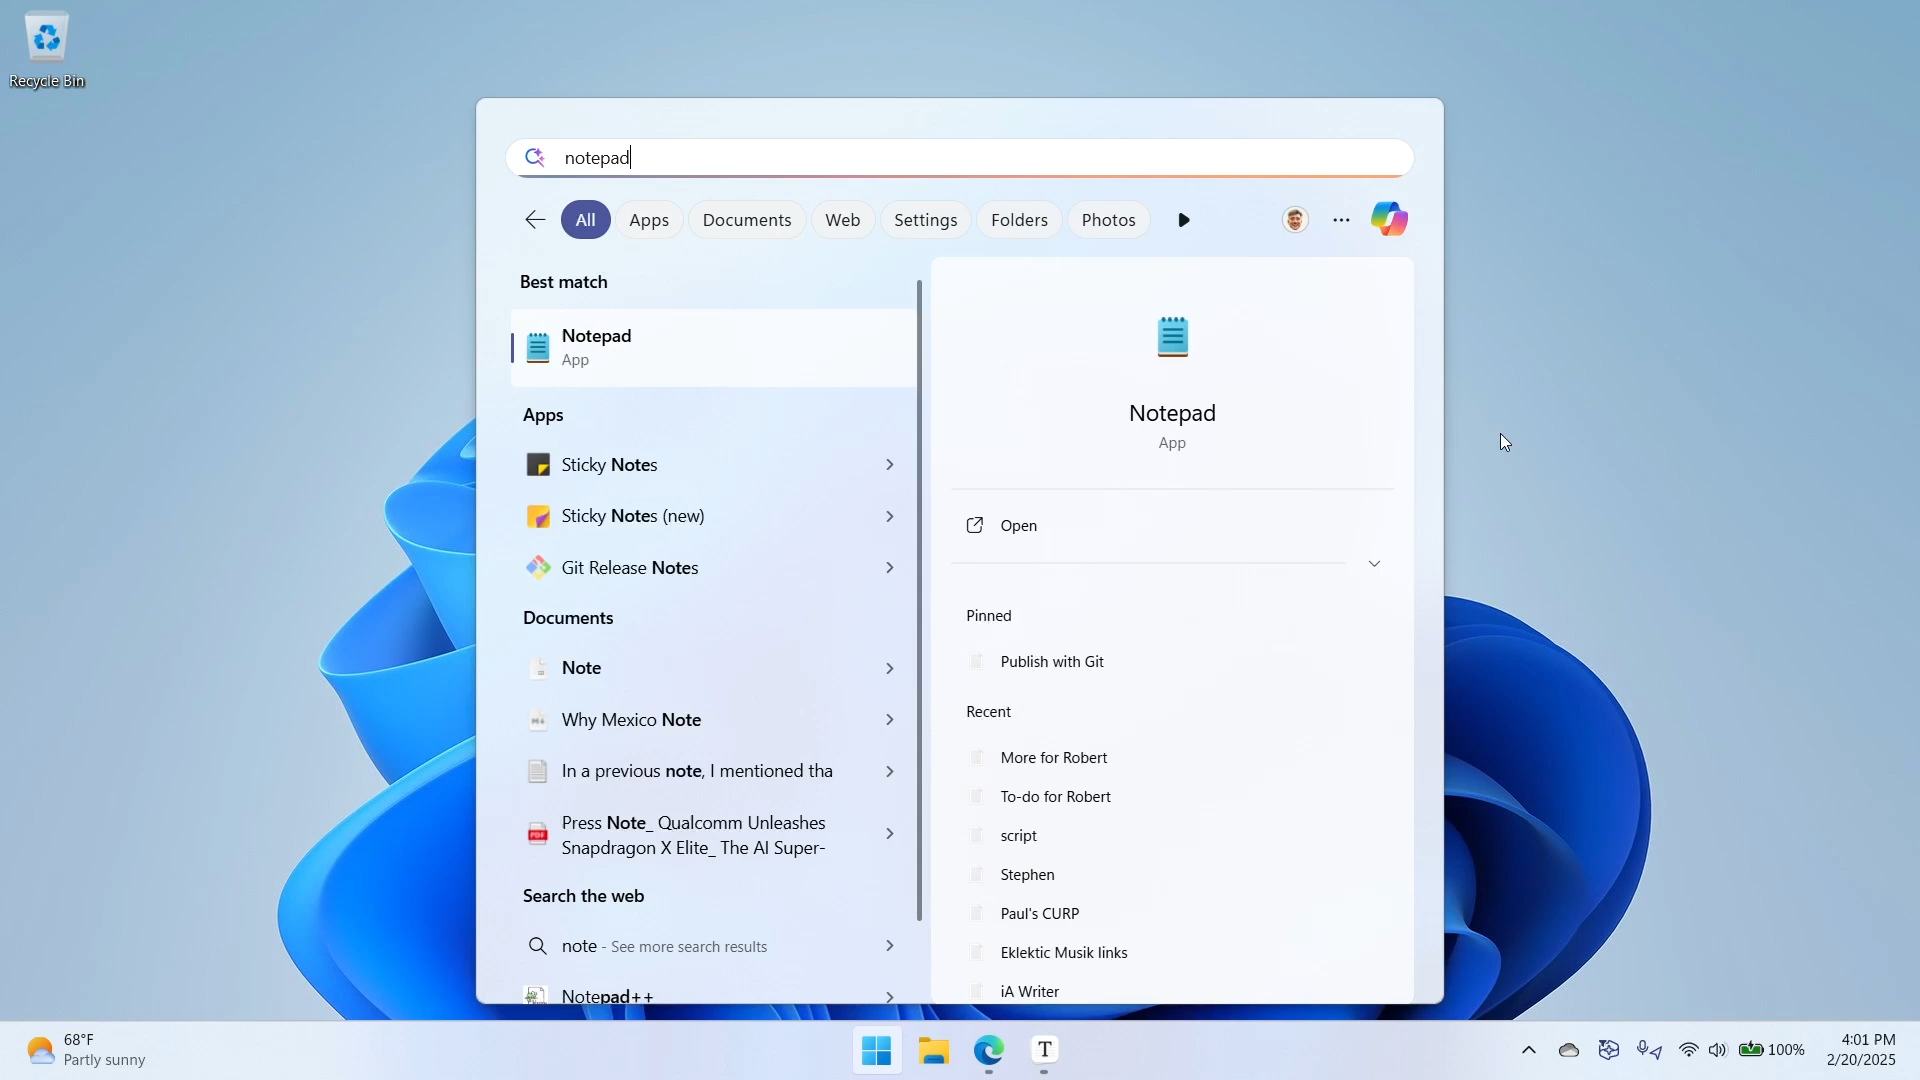 Recycle Bin
notepad
All
Apps
Documents
Web
Settings
Folders
Photos
Best match
Notepad
App
Apps
Sticky Notes
Sticky Notes (new)
Git Release Notes
Documents
Note
Why Mexico Note
In a previous note, I mentioned tha
Press Note_ Qualcomm Unleashes
Snapdragon X Elite_ The AI Super-
Search the web
note - See more search results
Notepad++
Notepad
App
Open
Pinned
Publish with Git
Recent
More for Robert
To-do for Robert
script
Stephen
Paul's CURP
Eklektic Musik links
iA Writer
68°F
Partly sunny
T
100%
4:01 PM
2/20/2025